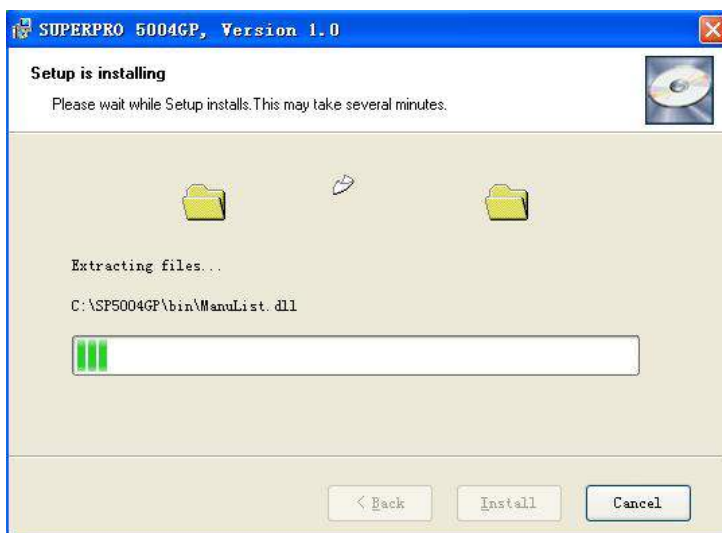 SUPERPRO 5004GP, Version 1.0
Setup is installing
Please wait while Setup installs.This may take several minutes.
Extracting files...
C:\SP5004GP\bin\ManuList.dll
< Back
Install
Cancel